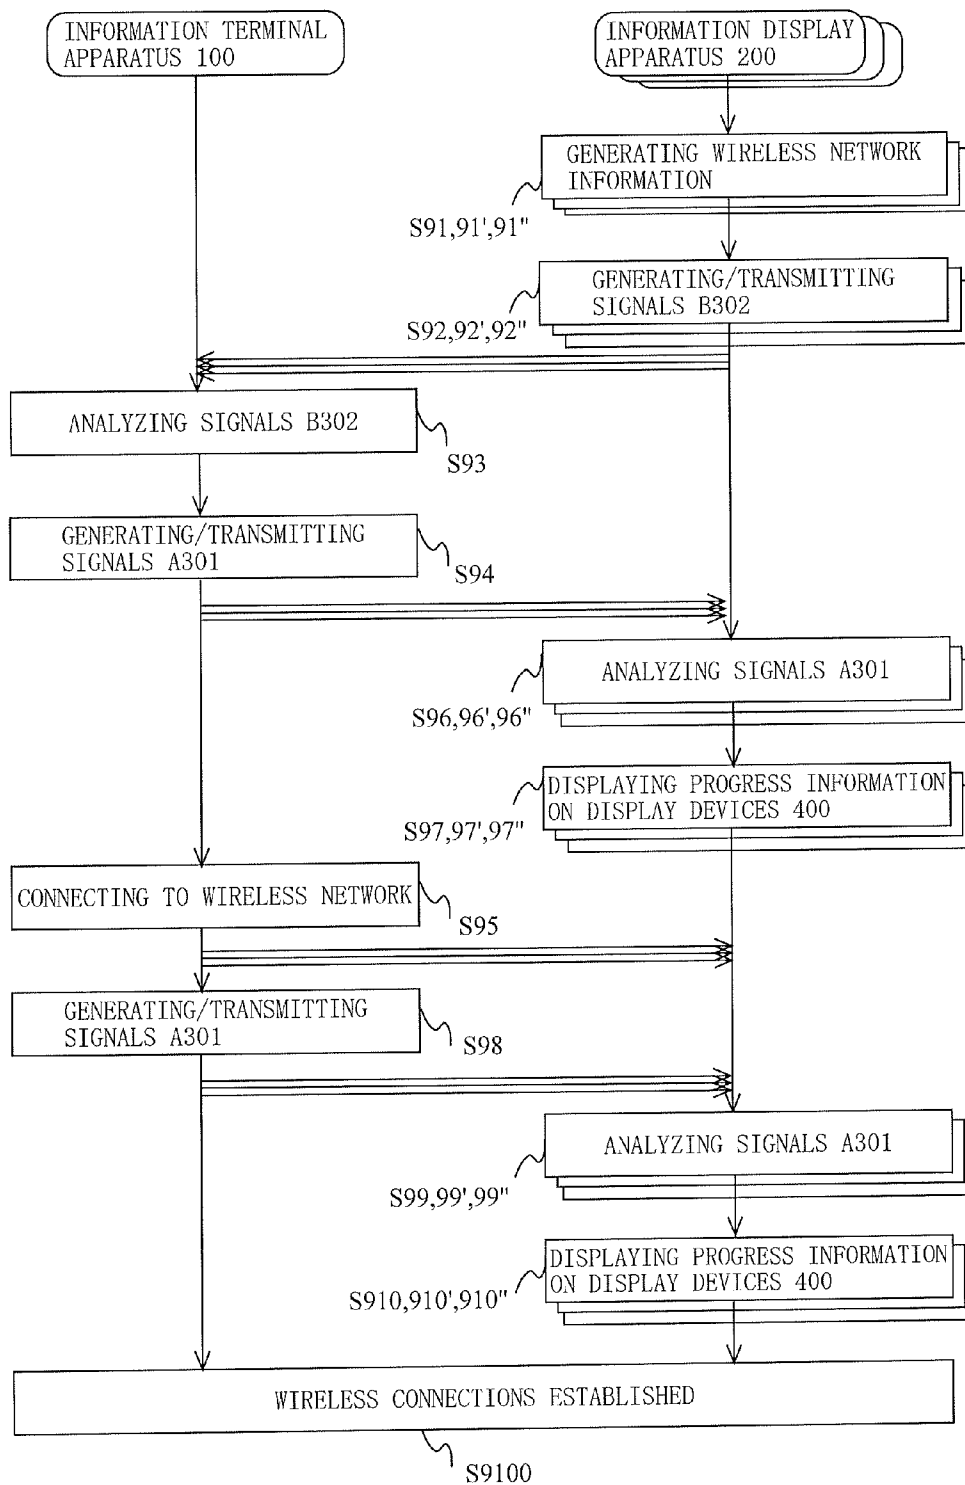 INFORMATION TERMINAL
APPARATUS 100
INFORMATION DISPLAY
APPARATUS 200
GENERATING WIRELESS NETWORK
INFORMATION
S91,91',91"
GENERATING/TRANSMITTING
SIGNALS B302
S92,92',92"
ANALYZING SIGNALS B302
S93
GENERATING/TRANSMITTING
SIGNALS A301
S94
ANALYZING SIGNALS A301
S96,96',96"
DISPLAYING PROGRESS INFORMATION
ON DISPLAY DEVICES 400
S97,97',97"
CONNECTING TO WIRELESS NETWORK
S95
GENERATING/TRANSMITTING
SIGNALS A301
S98
ANALYZING SIGNALS A301
S99,99',99"
DISPLAYING PROGRESS INFORMATION
ON DISPLAY DEVICES 400
S910,910',910"
WIRELESS CONNECTIONS ESTABLISHED
S9100